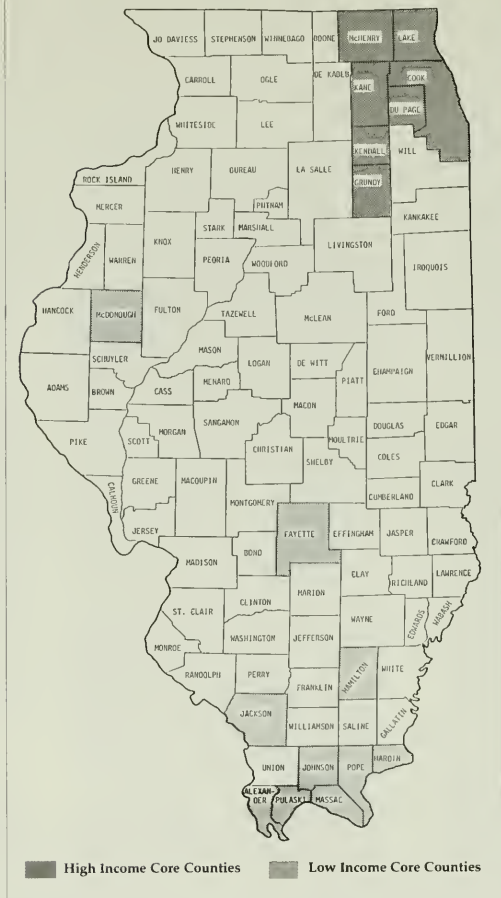 JO DAVIESS STEPHENSON WINNEBAGO BOONE McHENRY LAKE
CARROLL OGLE DE KALB KANE COOK
DU PAGE
WHITESIDE LEE
KENDALL WILL
ROCK ISLAND HENRY BUREAU LA SALLE GRUNDY
MERCER PUTNAM
KANKAKEE
HENDERSON WARREN KNOX STARK MARSHALL LIVINGSTON
PEORIA WOODFORD IROQUOIS
HANCOCK McDONOUGH FULTON TAZEWELL McLEAN FORD
SCHUYLER MASON LOGAN DE WITT CHAMPAIGN VERMILLION
ADAMS BROWN CASS MENARD PIATT
MACON
PIKE SCOTT MORGAN SANGAMON CHRISTIAN MOULTRIE DOUGLAS EDGAR
SHELBY COLES
CALHOUN GREENE MACOUPIN MONTGOMERY CUMBERLAND CLARK
JERSEY FAYETTE EFFINGHAM JASPER CRAWFORD
MADISON BOND
CLAY RICHLAND LAWRENCE
CLINTON MARION
ST. CLAIR WAYNE EDWARDS WABASH
MONROE WASHINGTON JEFFERSON
RANDOLPH PERRY HAMILTON WHITE
FRANKLIN
JACKSON WILLIAMSON SALINE GALLATIN
UNION JOHNSON POPE HARDIN
ALEXAN-
DER PULASKI MASSAC
High Income Core Counties Low Income Core Counties